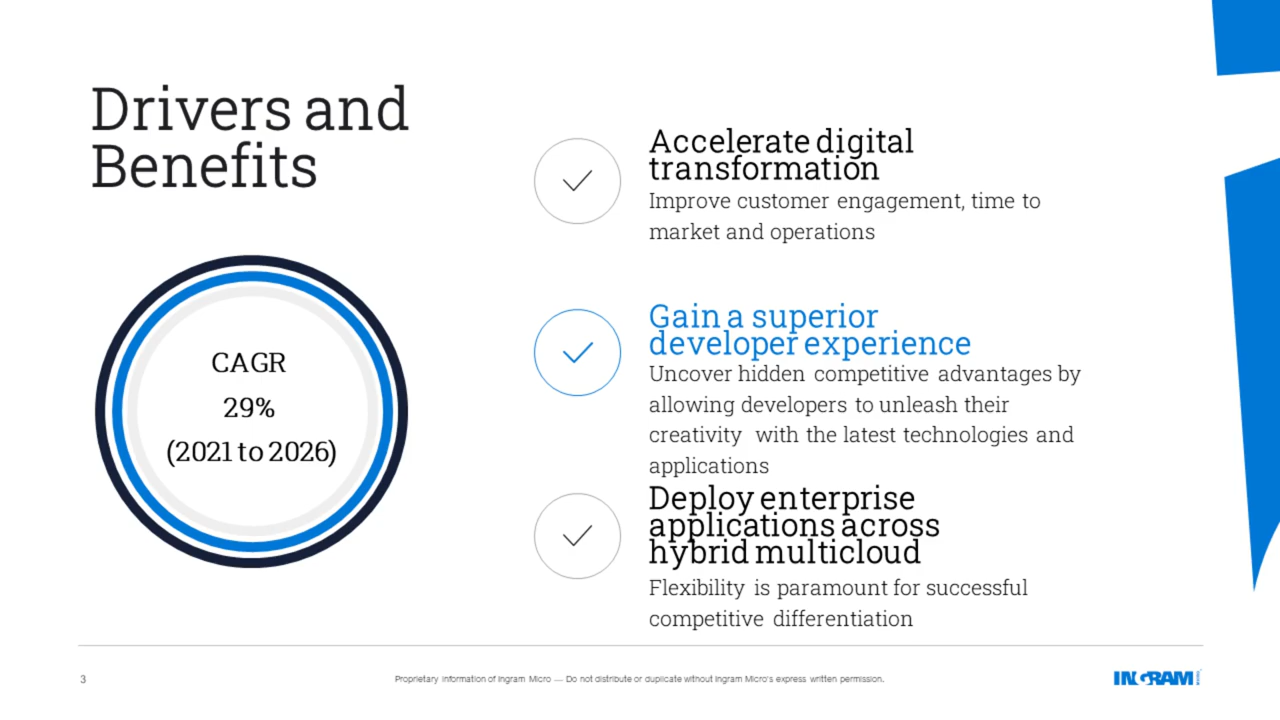 Drivers and
Benefits
CAGR
29%
(2021 to 2026)
Accelerate digital
transformation
Improve customer engagement, time to
market and operations
Gain a superior
developer experience
Uncover hidden competitive advantages by
allowing developers to unleash their
creativity with the latest technologies and
applications
Deploy enterprise
applications across
hybrid multicloud
Flexibility is paramount for successful
competitive differentiation
3
Proprietary information of Ingram Micro — Do not distribute or duplicate without Ingram Micro's express written permission.
INGRAM